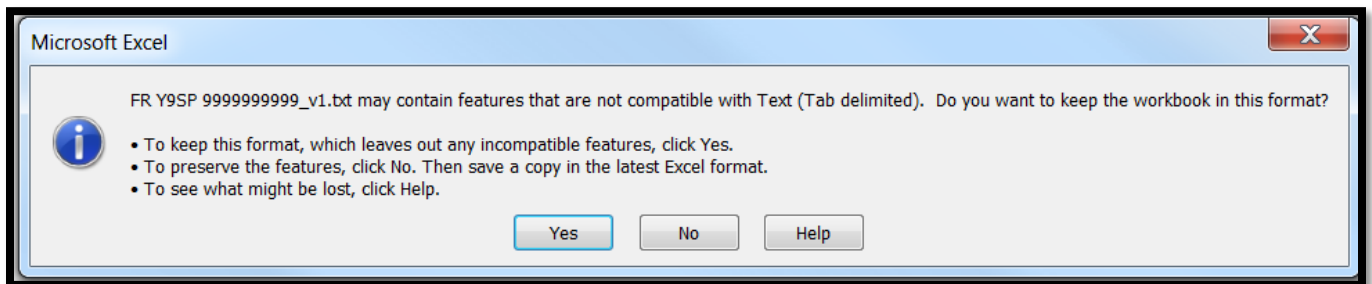 Microsoft Excel
X
FR Y9SP 9999999999_v1.txt may contain features that are not compatible with Text (Tab delimited).  Do you want to keep the workbook in this format?
• To keep this format, which leaves out any incompatible features, click Yes.
• To preserve the features, click No. Then save a copy in the latest Excel format.
• To see what might be lost, click Help.
Yes No Help